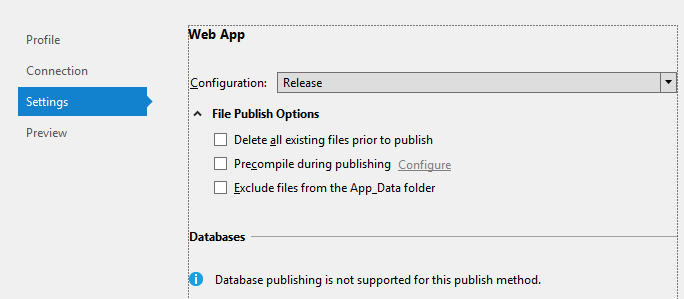 Web App
Profile
Connection
Settings
Preview
Configuration: Release
File Publish Options
Delete all existing files prior to publish
Precompile during publishing Configure
Exclude files from the App_Data folder
Databases
Database publishing is not supported for this publish method.